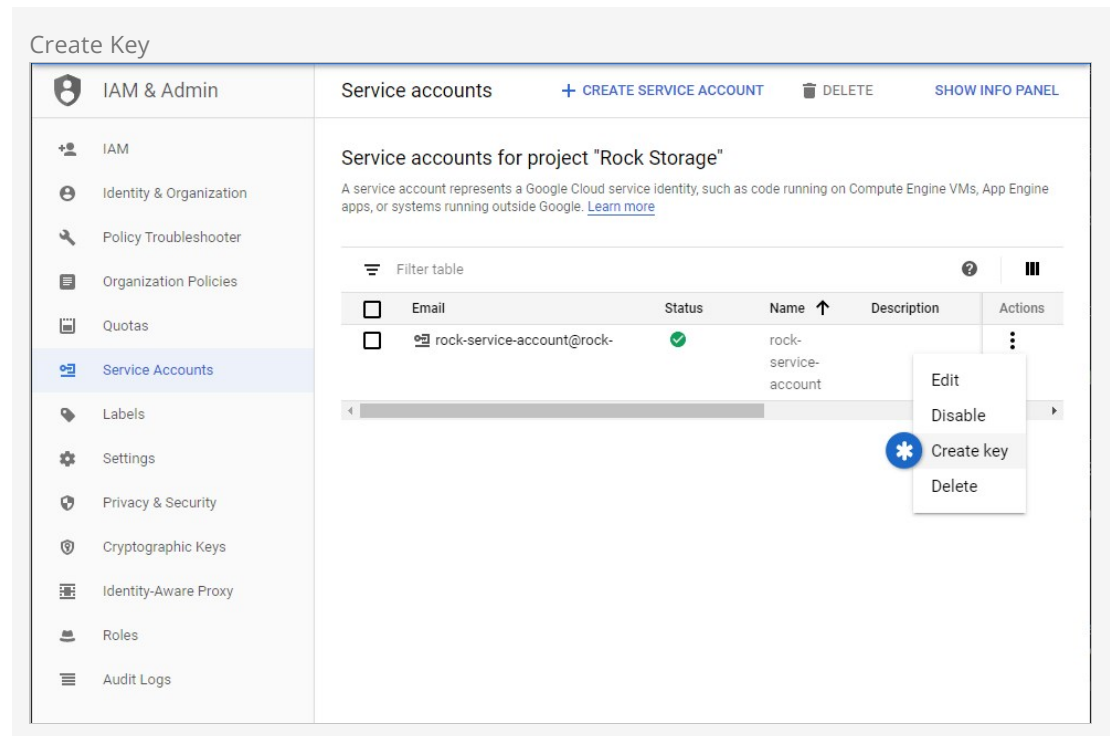 Create Key
IAM & Admin
Service accounts
+ CREATE SERVICE ACCOUNT
DELETE
SHOW INFO PANEL
IAM
Identity & Organization
Policy Troubleshooter
Organization Policies
Quotas
Service Accounts
Labels
Settings
Privacy & Security
Cryptographic Keys
Identity-Aware Proxy
Roles
Audit Logs
Service accounts for project "Rock Storage"
A service account represents a Google Cloud service identity, such as code running on Compute Engine VMs, App Engine
apps, or systems running outside Google. Learn more
Filter table
Email Status Name Description Actions
rock-service-account@rock-
rock-
service-
account
Edit
Disable
Create key
Delete